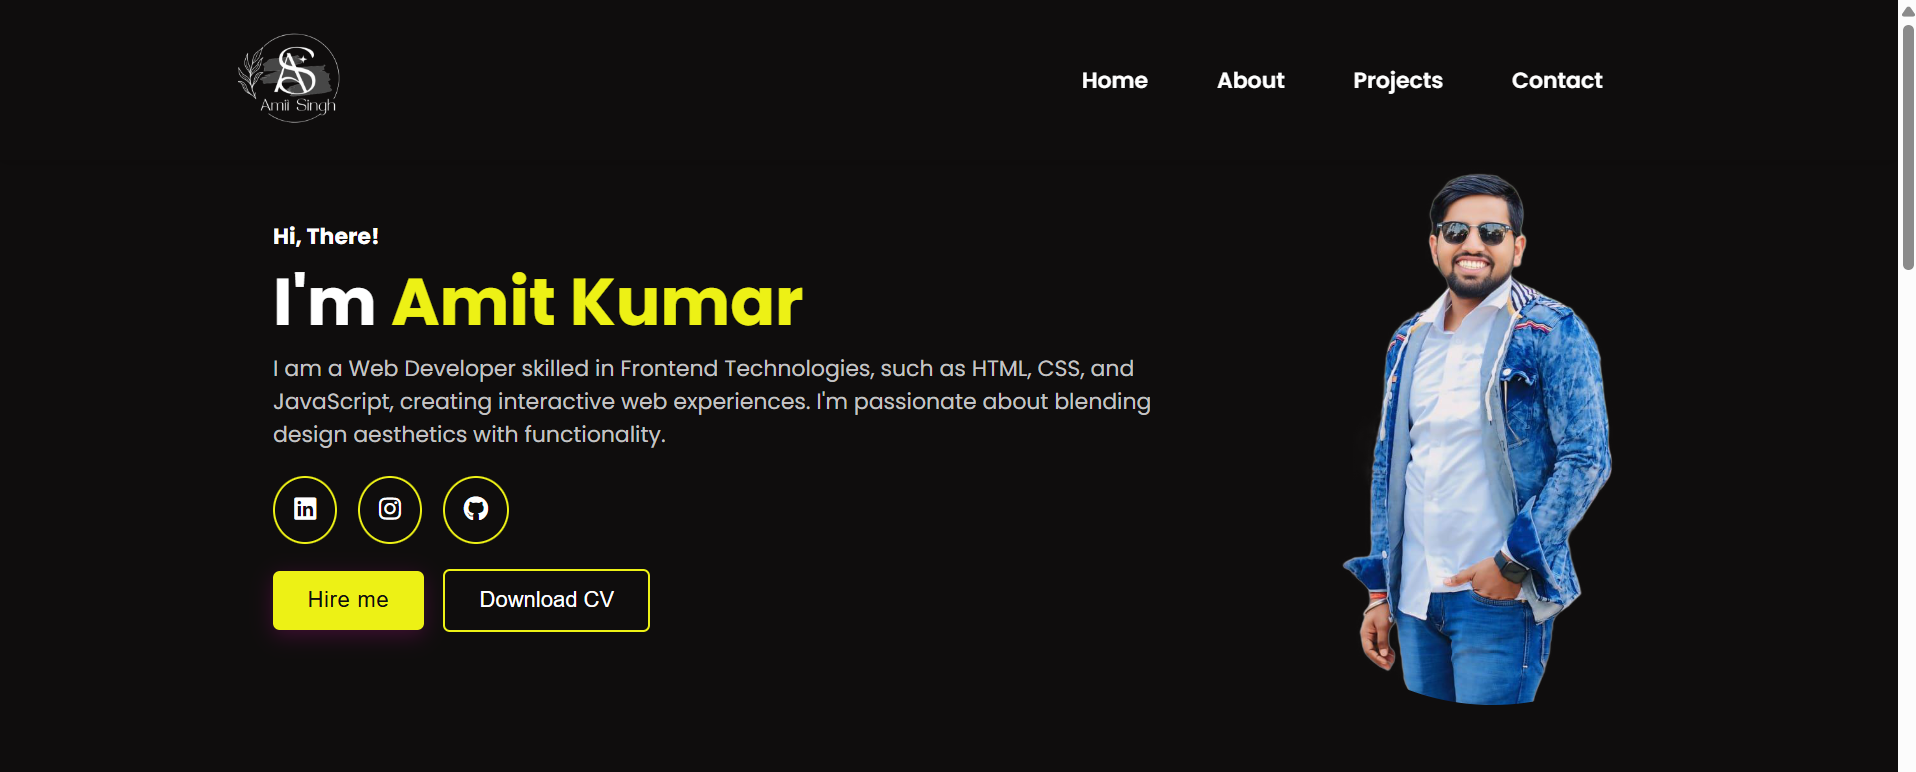 AS
Amit Singh
Home About Projects Contact
Hi, There!
I'm Amit Kumar
I am a Web Developer skilled in Frontend Technologies, such as HTML, CSS, and
JavaScript, creating interactive web experiences. I'm passionate about blending
design aesthetics with functionality.
in
Hire me Download CV